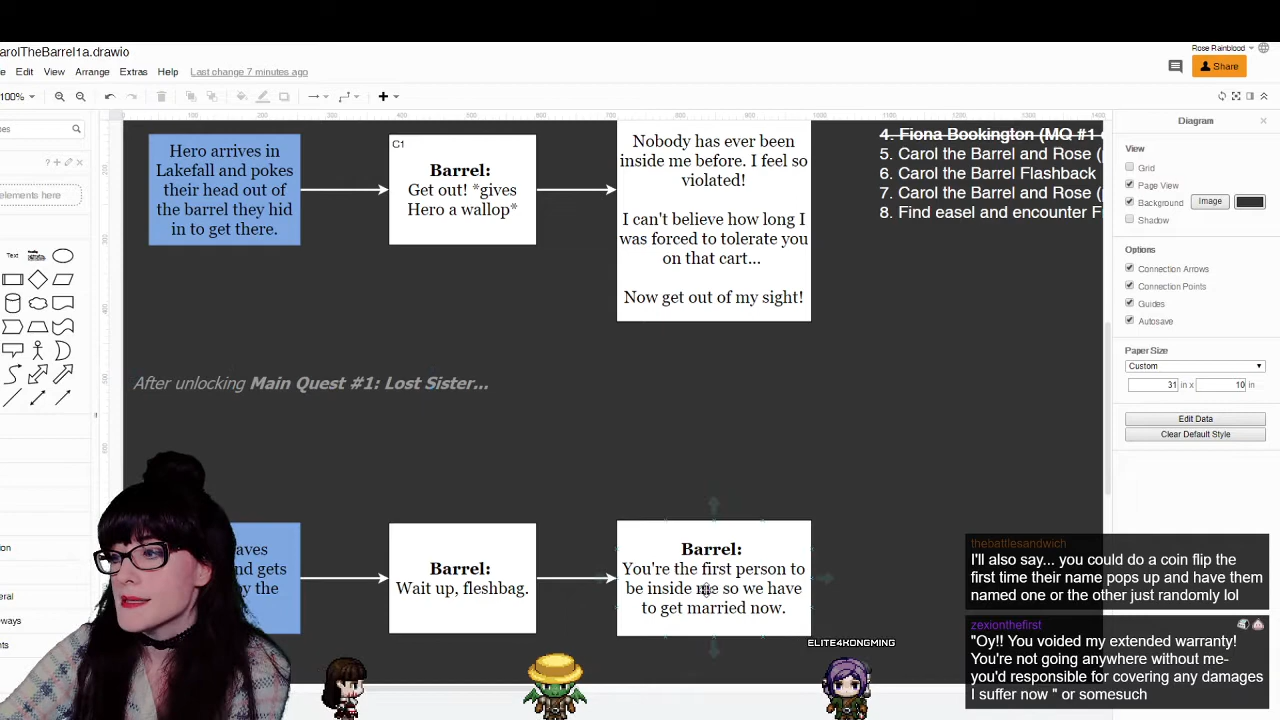 arolTheBarrel1a.drawio
Rose Rainblood
Edit View Arrange Extras Help Last change 7 minutes ago
Share
100%
Diagram
View
Grid
Page View
Background
Image
Shadow
Options
Connection Arrows
Connection Points
Guides
Autosave
Paper Size
Custom
31 in x 10 in
Edit Data
Clear Default Style
elements here
Text
Hero arrives in
Lakefall and pokes
their head out of
the barrel they hid
in to get there.
C1
Barrel:
Get out! *gives
Hero a wallop*
Nobody has ever been
inside me before. I feel so
violated!
I can't believe how long I
was forced to tolerate you
on that cart...
Now get out of my sight!
4. Fiona Bookington (MQ #1
5. Carol the Barrel and Rose (
6. Carol the Barrel Flashback
7. Carol the Barrel and Rose (
8. Find easel and encounter F
After unlocking Main Quest #1: Lost Sister...
aves
nd gets
by the
Barrel:
Wait up, fleshbag.
Barrel:
You're the first person to
be inside me so we have
to get married now.
ELITE4KONGMING
thebattlesandwich
I'll also say... you could do a coin flip the
first time their name pops up and have them
named one or the other just randomly lol
zexionthefirst
"Oy!! You voided my extended warranty!
You're not going anywhere without me-
you'd responsible for covering any damages
I suffer now " or somesuch